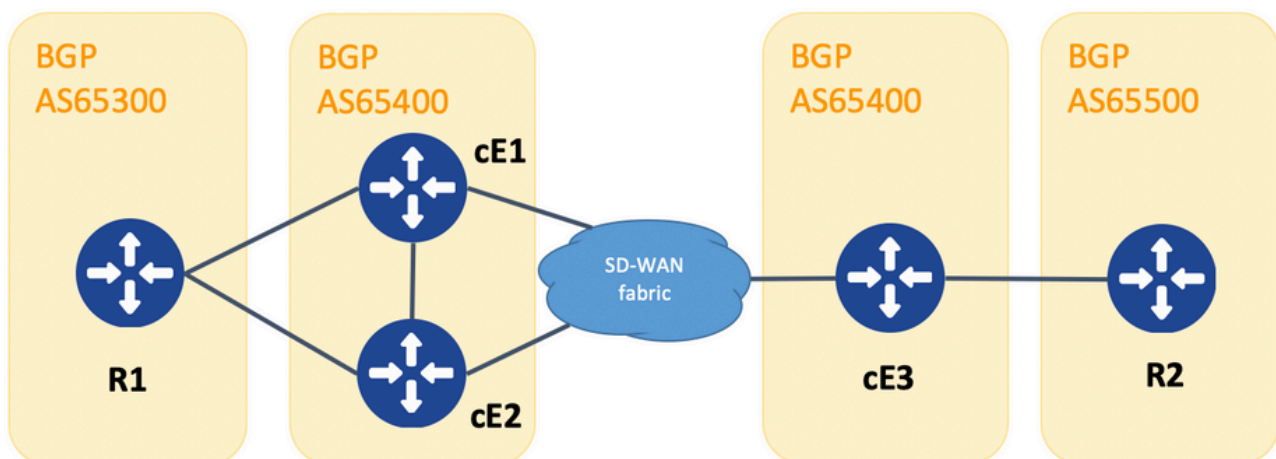 BGP
AS65300
BGP
AS65400
BGP
AS65400
BGP
AS65500
cE1
SD-WAN
fabric
R1
cE2
cE3
R2